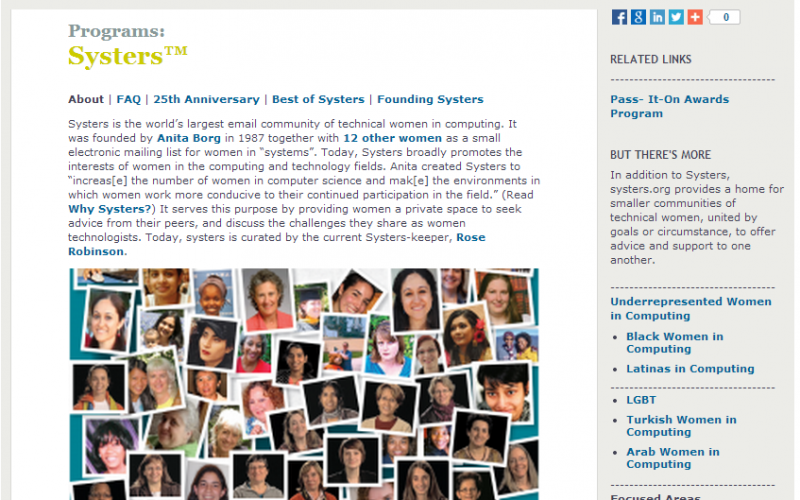 Programs:
Systers™
About | FAQ | 25th Anniversary | Best of Systers | Founding Systers
Systers is the world's largest email community of technical women in computing. It
was founded by Anita Borg in 1987 together with 12 other women as a small
electronic mailing list for women in “systems”. Today, Systers broadly promotes the
interests of women in the computing and technology fields. Anita created Systers to
“increas[e] the number of women in computer science and mak[e] the environments in
which women work more conducive to their continued participation in the field.” (Read
Why Systers?) It serves this purpose by providing women a private space to seek
advice from their peers, and discuss the challenges they share as women
technologists. Today, systers is curated by the current Systers-keeper, Rose
Robinson.
0
RELATED LINKS
Pass- It-On Awards
Program
BUT THERE'S MORE
In addition to Systers,
systers.org provides a home for
smaller communities of
technical women, united by
goals or circumstance, to offer
advice and support to one
another.
Underrepresented Women
in Computing
Black Women in
Computing
Latinas in Computing
LGBT
Turkish Women in
Computing
Arab Women in
Computing
Focused Areas